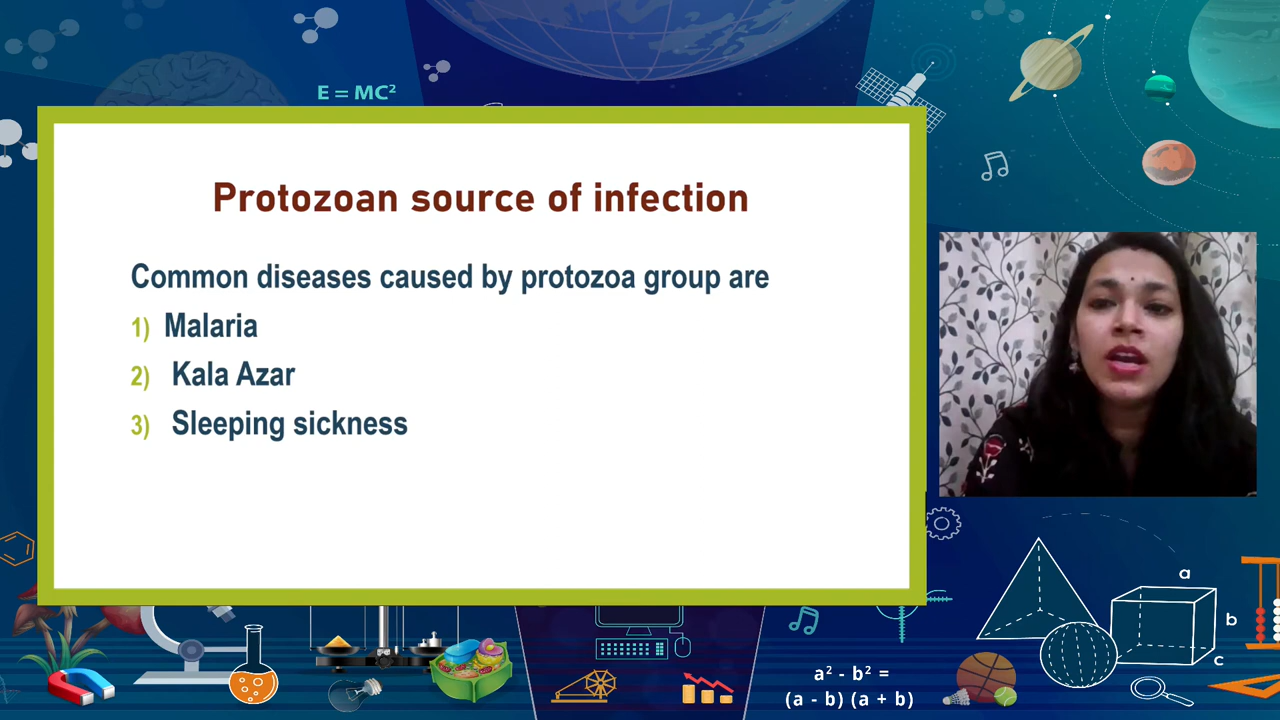 E = MC²
Protozoan source of infection
Common diseases caused by protozoa group are
1) Malaria
2) Kala Azar
3) Sleeping sickness
a
b
c
a² - b² =
(a - b) (a + b)